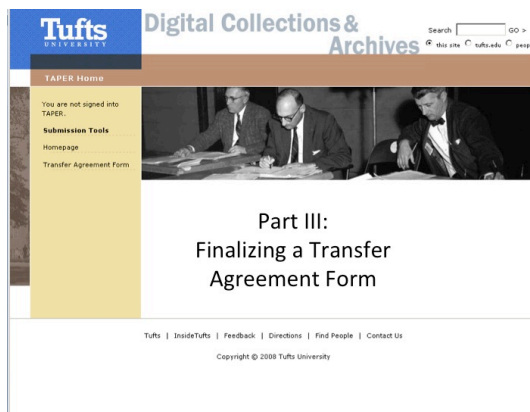 Tufts
UNIVERSITY
Digital Collections &
Archives
Search GO >
this site tufts.edu
TAPER Home
You are not signed into
TAPER.
Submission Tools
Homepage
Transfer Agreement Form
Part III:
Finalizing a Transfer
Agreement Form
Tufts | InsideTufts | Feedback | Directions | Find People | Contact Us
Copyright © 2008 Tufts University